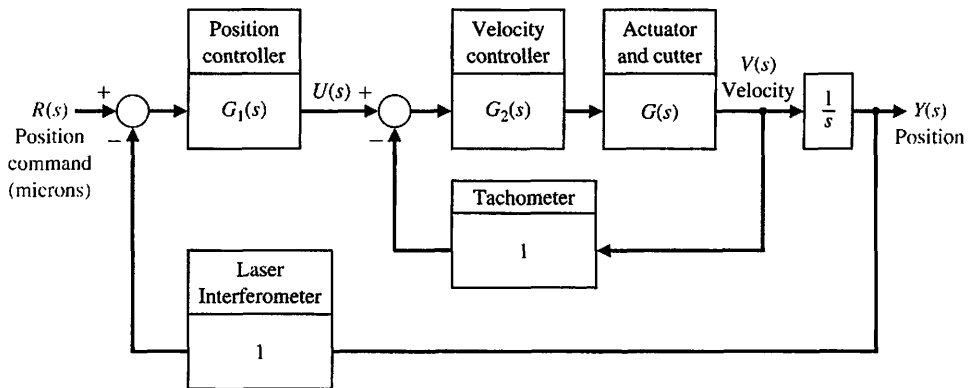 Position
controller
G₁(s)
Velocity
controller
G₂(s)
Actuator
and cutter
G(s)
V(s)
Velocity
1
s
Y(s)
Position
R(s)
Position
command
(microns)
+
−
U(s) +
−
Tachometer
1
Laser
Interferometer
1